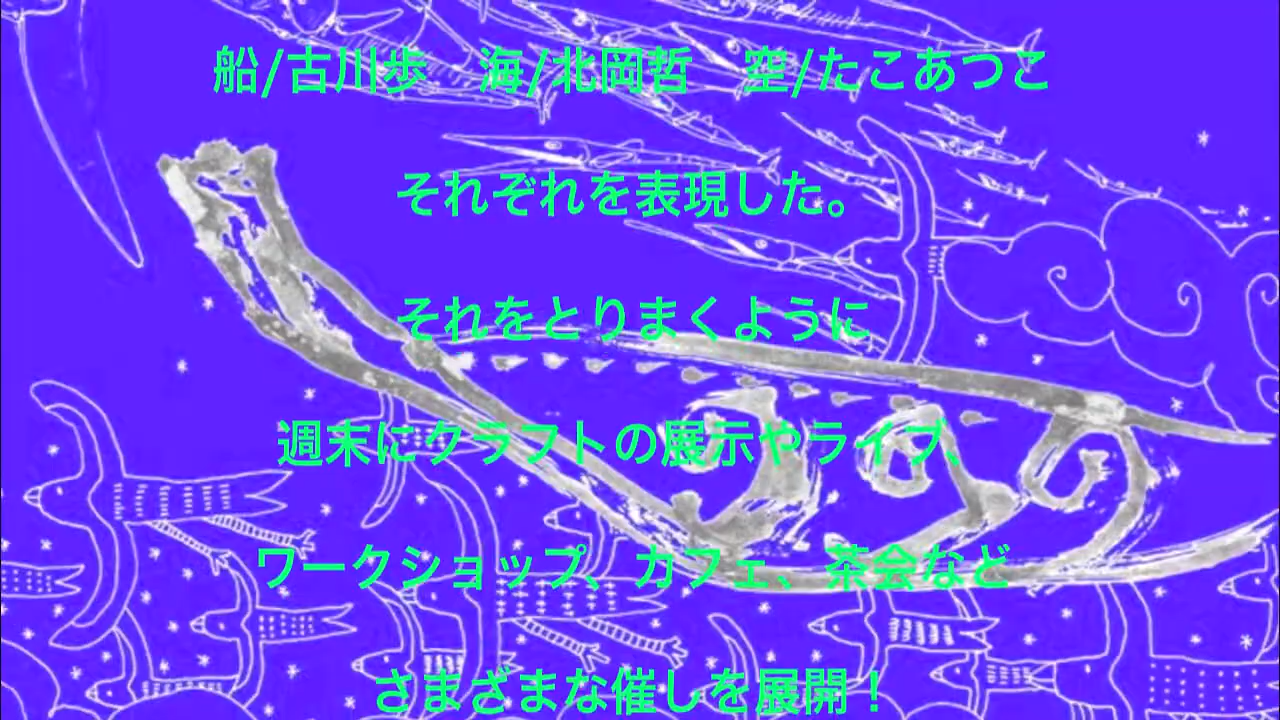 船/古川歩　海/北岡哲　空/たこあつこ
それぞれを表現した。
それをとりまくように
週末にクラフトの展示やライブ、
ワークショップ、カフェ、茶会など
さまざまな催しを展開！